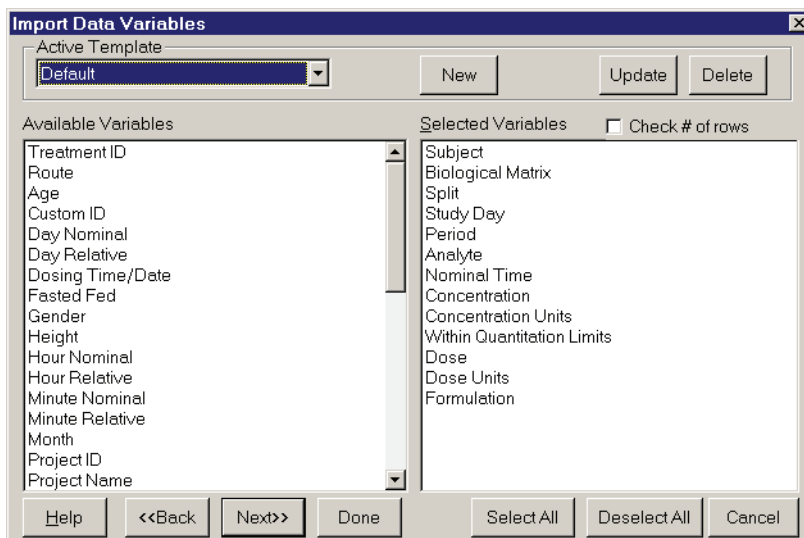 Import Data Variables
Active Template
Default
New
Update
Delete
Available Variables
Selected Variables
Check # of rows
Treatment ID
Route
Age
Custom ID
Day Nominal
Day Relative
Dosing Time/Date
Fasted Fed
Gender
Height
Hour Nominal
Hour Relative
Minute Nominal
Minute Relative
Month
Project ID
Project Name
Subject
Biological Matrix
Split
Study Day
Period
Analyte
Nominal Time
Concentration
Concentration Units
Within Quantitation Limits
Dose
Dose Units
Formulation
Help
<<Back
Next>>
Done
Select All
Deselect All
Cancel